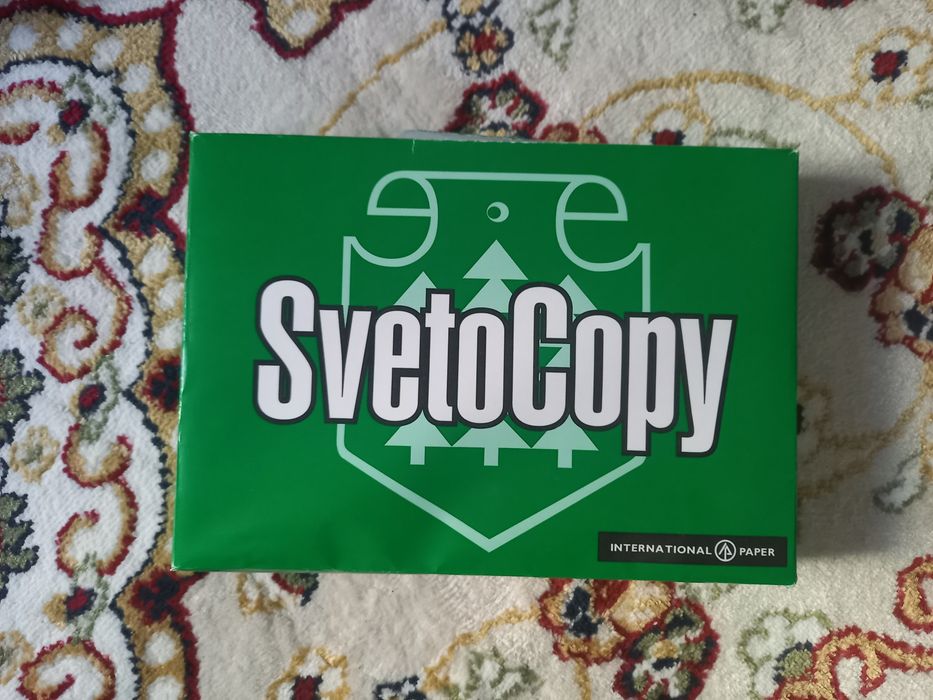 SvetoCopy
INTERNATIONAL PAPER